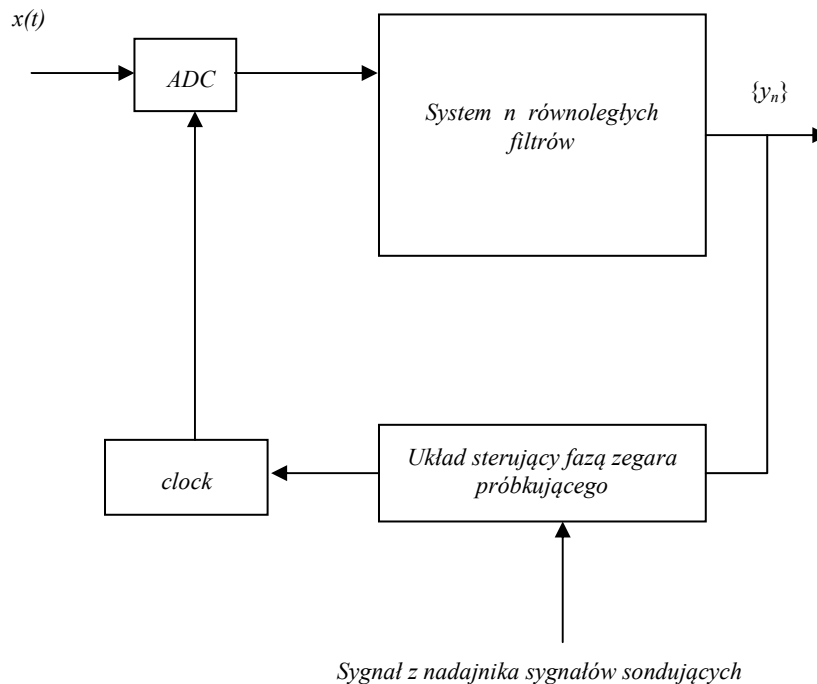 x(t)
ADC
System n równoległych
filtrów
{yn}
clock
Układ sterujący fazą zegara
próbkującego
Sygnał z nadajnika sygnałów sondujących